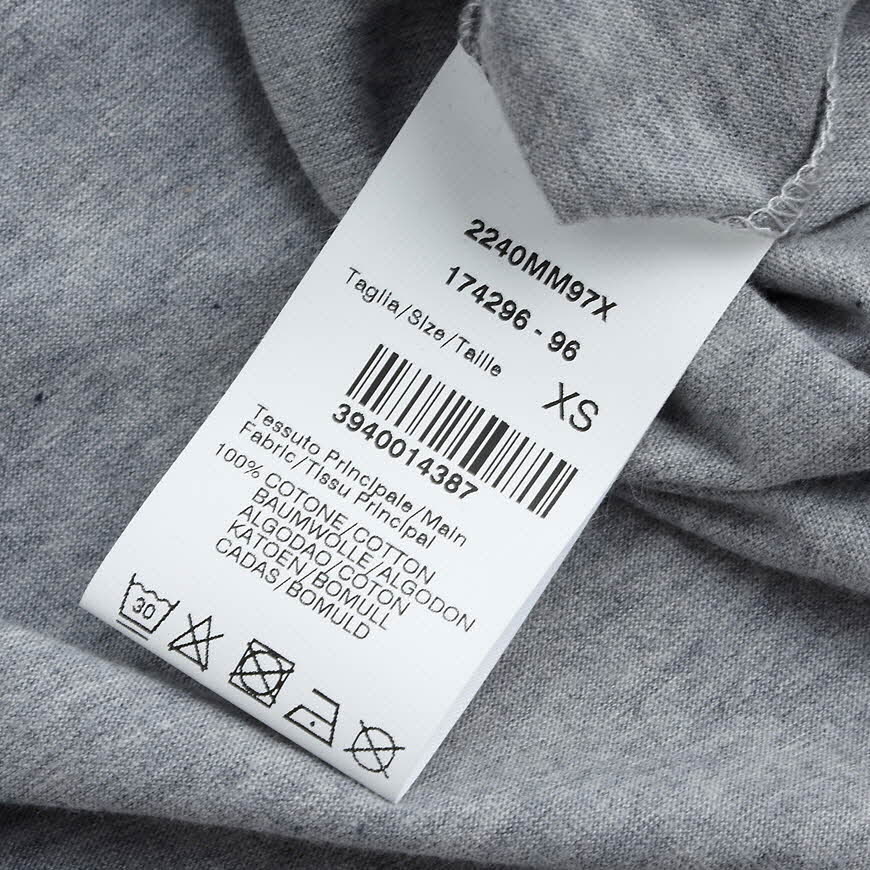 2240MM97X
174296 - 96
Taglia/Size/Taille
XS
3940014387
Tessuto Principale/Main
Fabric/Tissu Principal
100% COTONE/COTTON
BAUMWOLLE/ALGODON
ALGODAO/COTON
KATOEN/BOMULL
CADAS/BOMULD
30